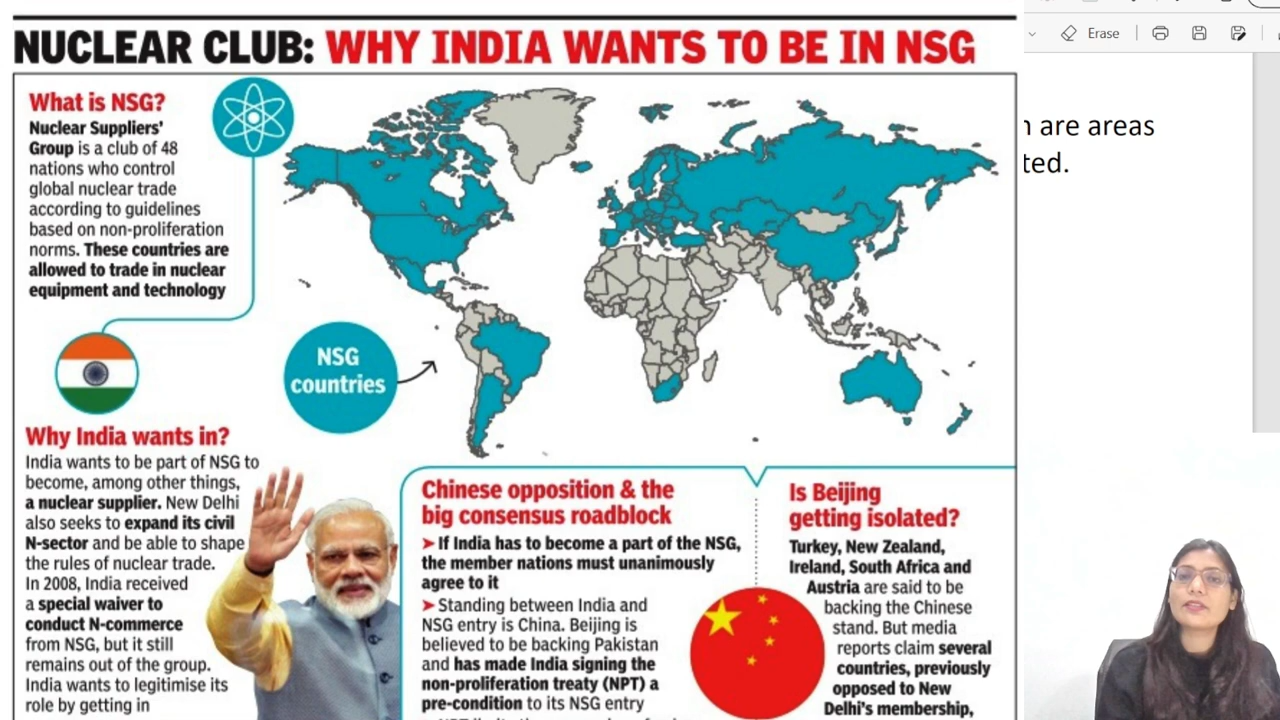 NUCLEAR CLUB: WHY INDIA WANTS TO BE IN NSG
What is NSG?
Nuclear Suppliers'
Group is a club of 48
nations who control
global nuclear trade
according to guidelines
based on non-proliferation
norms. These countries are
allowed to trade in nuclear
equipment and technology
NSG
countries
Why India wants in?
India wants to be part of NSG to
become, among other things,
a nuclear supplier. New Delhi
also seeks to expand its civil
N-sector and be able to shape
the rules of nuclear trade.
In 2008, India received
a special waiver to
conduct N-commerce
from NSG, but it still
remains out of the group.
India wants to legitimise its
role by getting in
Chinese opposition & the
big consensus roadblock
➤ If India has to become a part of the NSG,
the member nations must unanimously
agree to it
➤ Standing between India and
NSG entry is China. Beijing is
believed to be backing Pakistan
and has made India signing the
non-proliferation treaty (NPT) a
pre-condition to its NSG entry
Is Beijing
getting isolated?
Turkey, New Zealand,
Ireland, South Africa and
Austria are said to be
backing the Chinese
stand. But media
reports claim several
countries, previously
opposed to New
Delhi's membership,
Erase
are areas
ted.